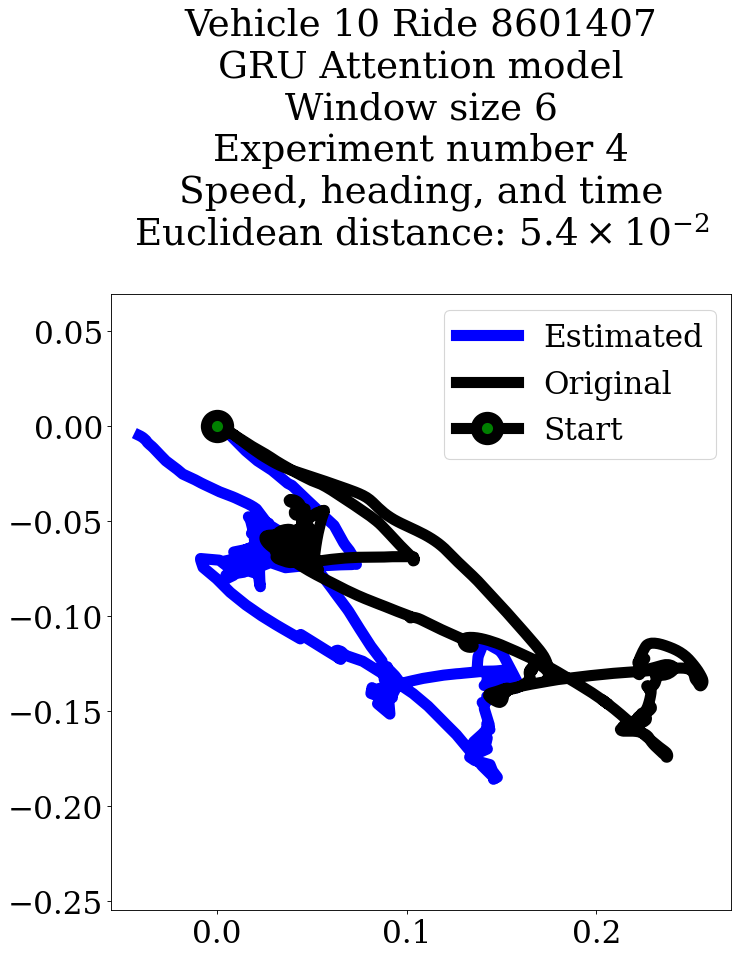 Vehicle 10 Ride 8601407
GRU Attention model
Window size 6
Experiment number 4
Speed, heading, and time
Euclidean distance: 5.4 × 10⁻²
Estimated
Original
Start
0.05
0.00
−0.05
−0.10
−0.15
−0.20
−0.25
0.0 0.1 0.2